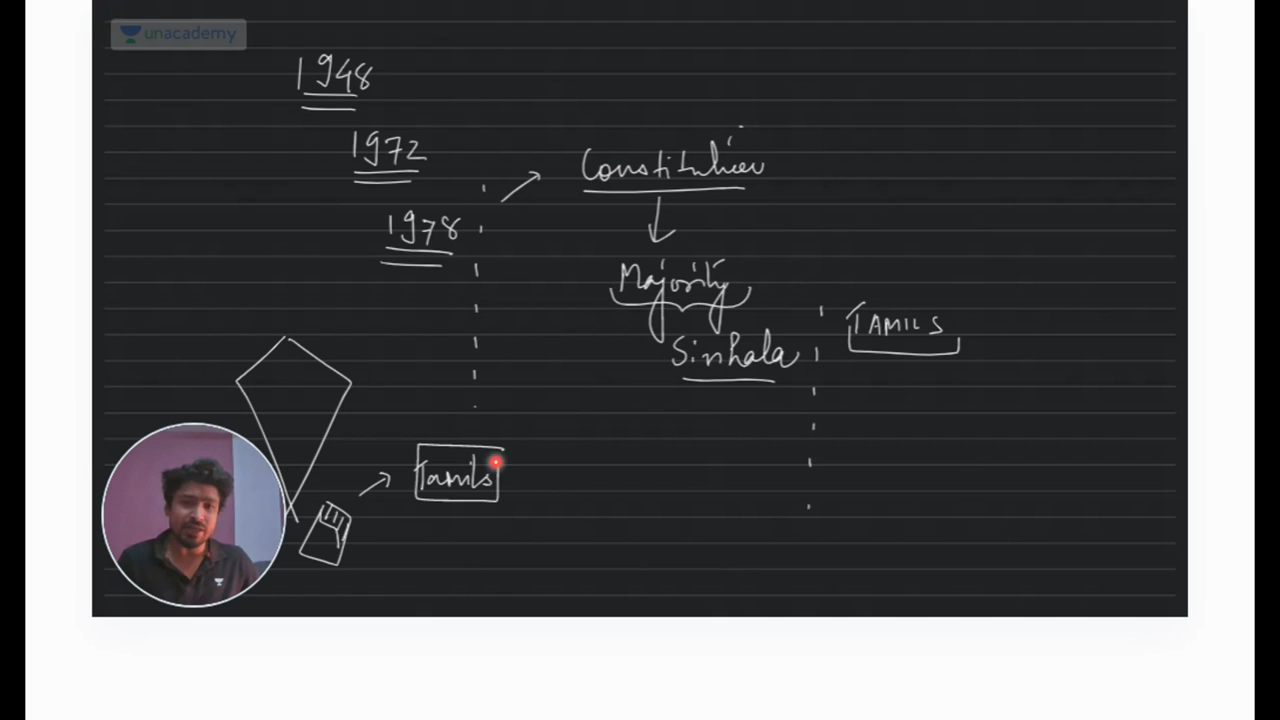 unacademy
1948
1972
1978
Constitution
Majority
Sinhala
TAMILS
Tamils